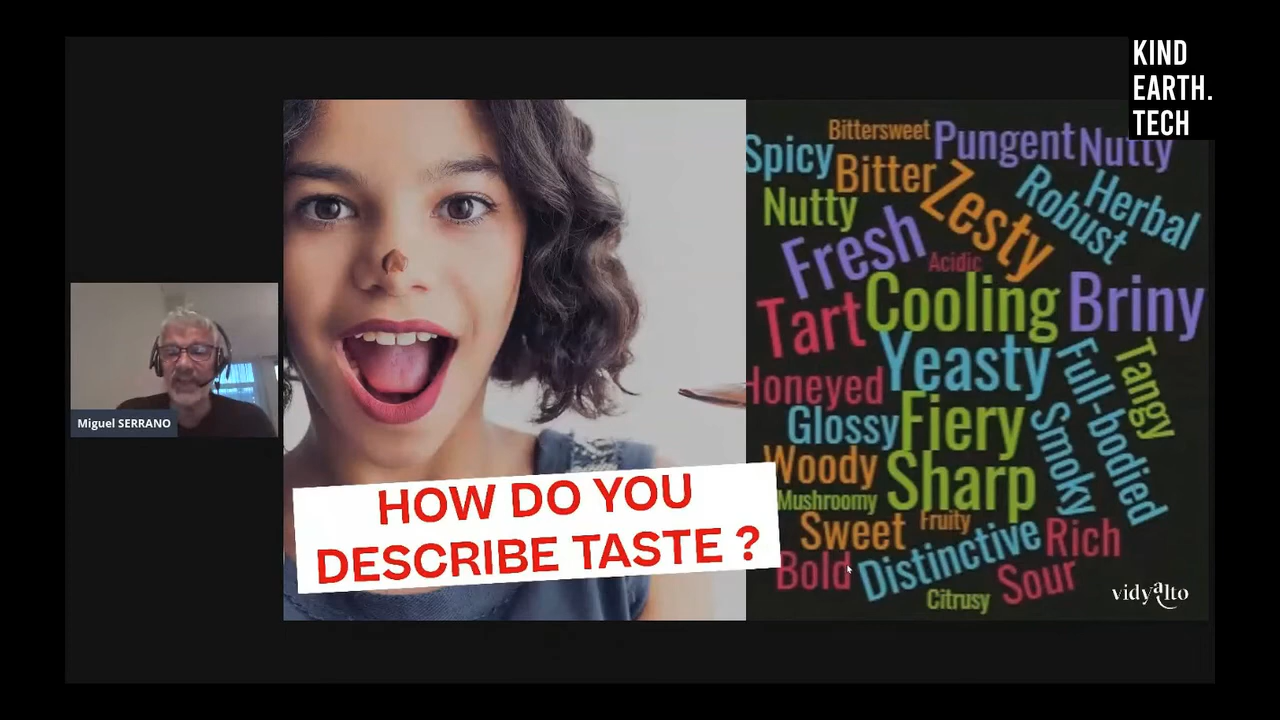 KIND
EARTH.
TECH
Miguel SERRANO
HOW DO YOU
DESCRIBE TASTE ?
Bittersweet
Pungent
Nutty
Spicy
Bitter
Zesty
Robust
Herbal
Nutty
Fresh
Acidic
Tart
Cooling
Briny
Yeasty
Honeyed
Glossy
Fiery
Smoky
Full-bodied
Tangy
Woody
Sharp
Mushroomy
Sweet
Fruity
Distinctive
Rich
Bold
Sour
Citrusy
vidyalto